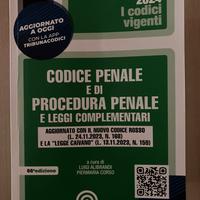 2024
I codici
vigenti
AGGIORNATO
A OGGI
CON LA APP
TRIBUNACODICI
CODICE PENALE
E DI
PROCEDURA PENALE
E LEGGI COMPLEMENTARI
AGGIORNATO CON IL NUOVO CODICE ROSSO
(L. 24.11.2023, N. 168)
E LA "LEGGE CAIVANO" (L. 13.11.2023, N. 159)
a cura di
LUIGI ALIBRANDI
PIERMARIA CORSO
66ª edizione